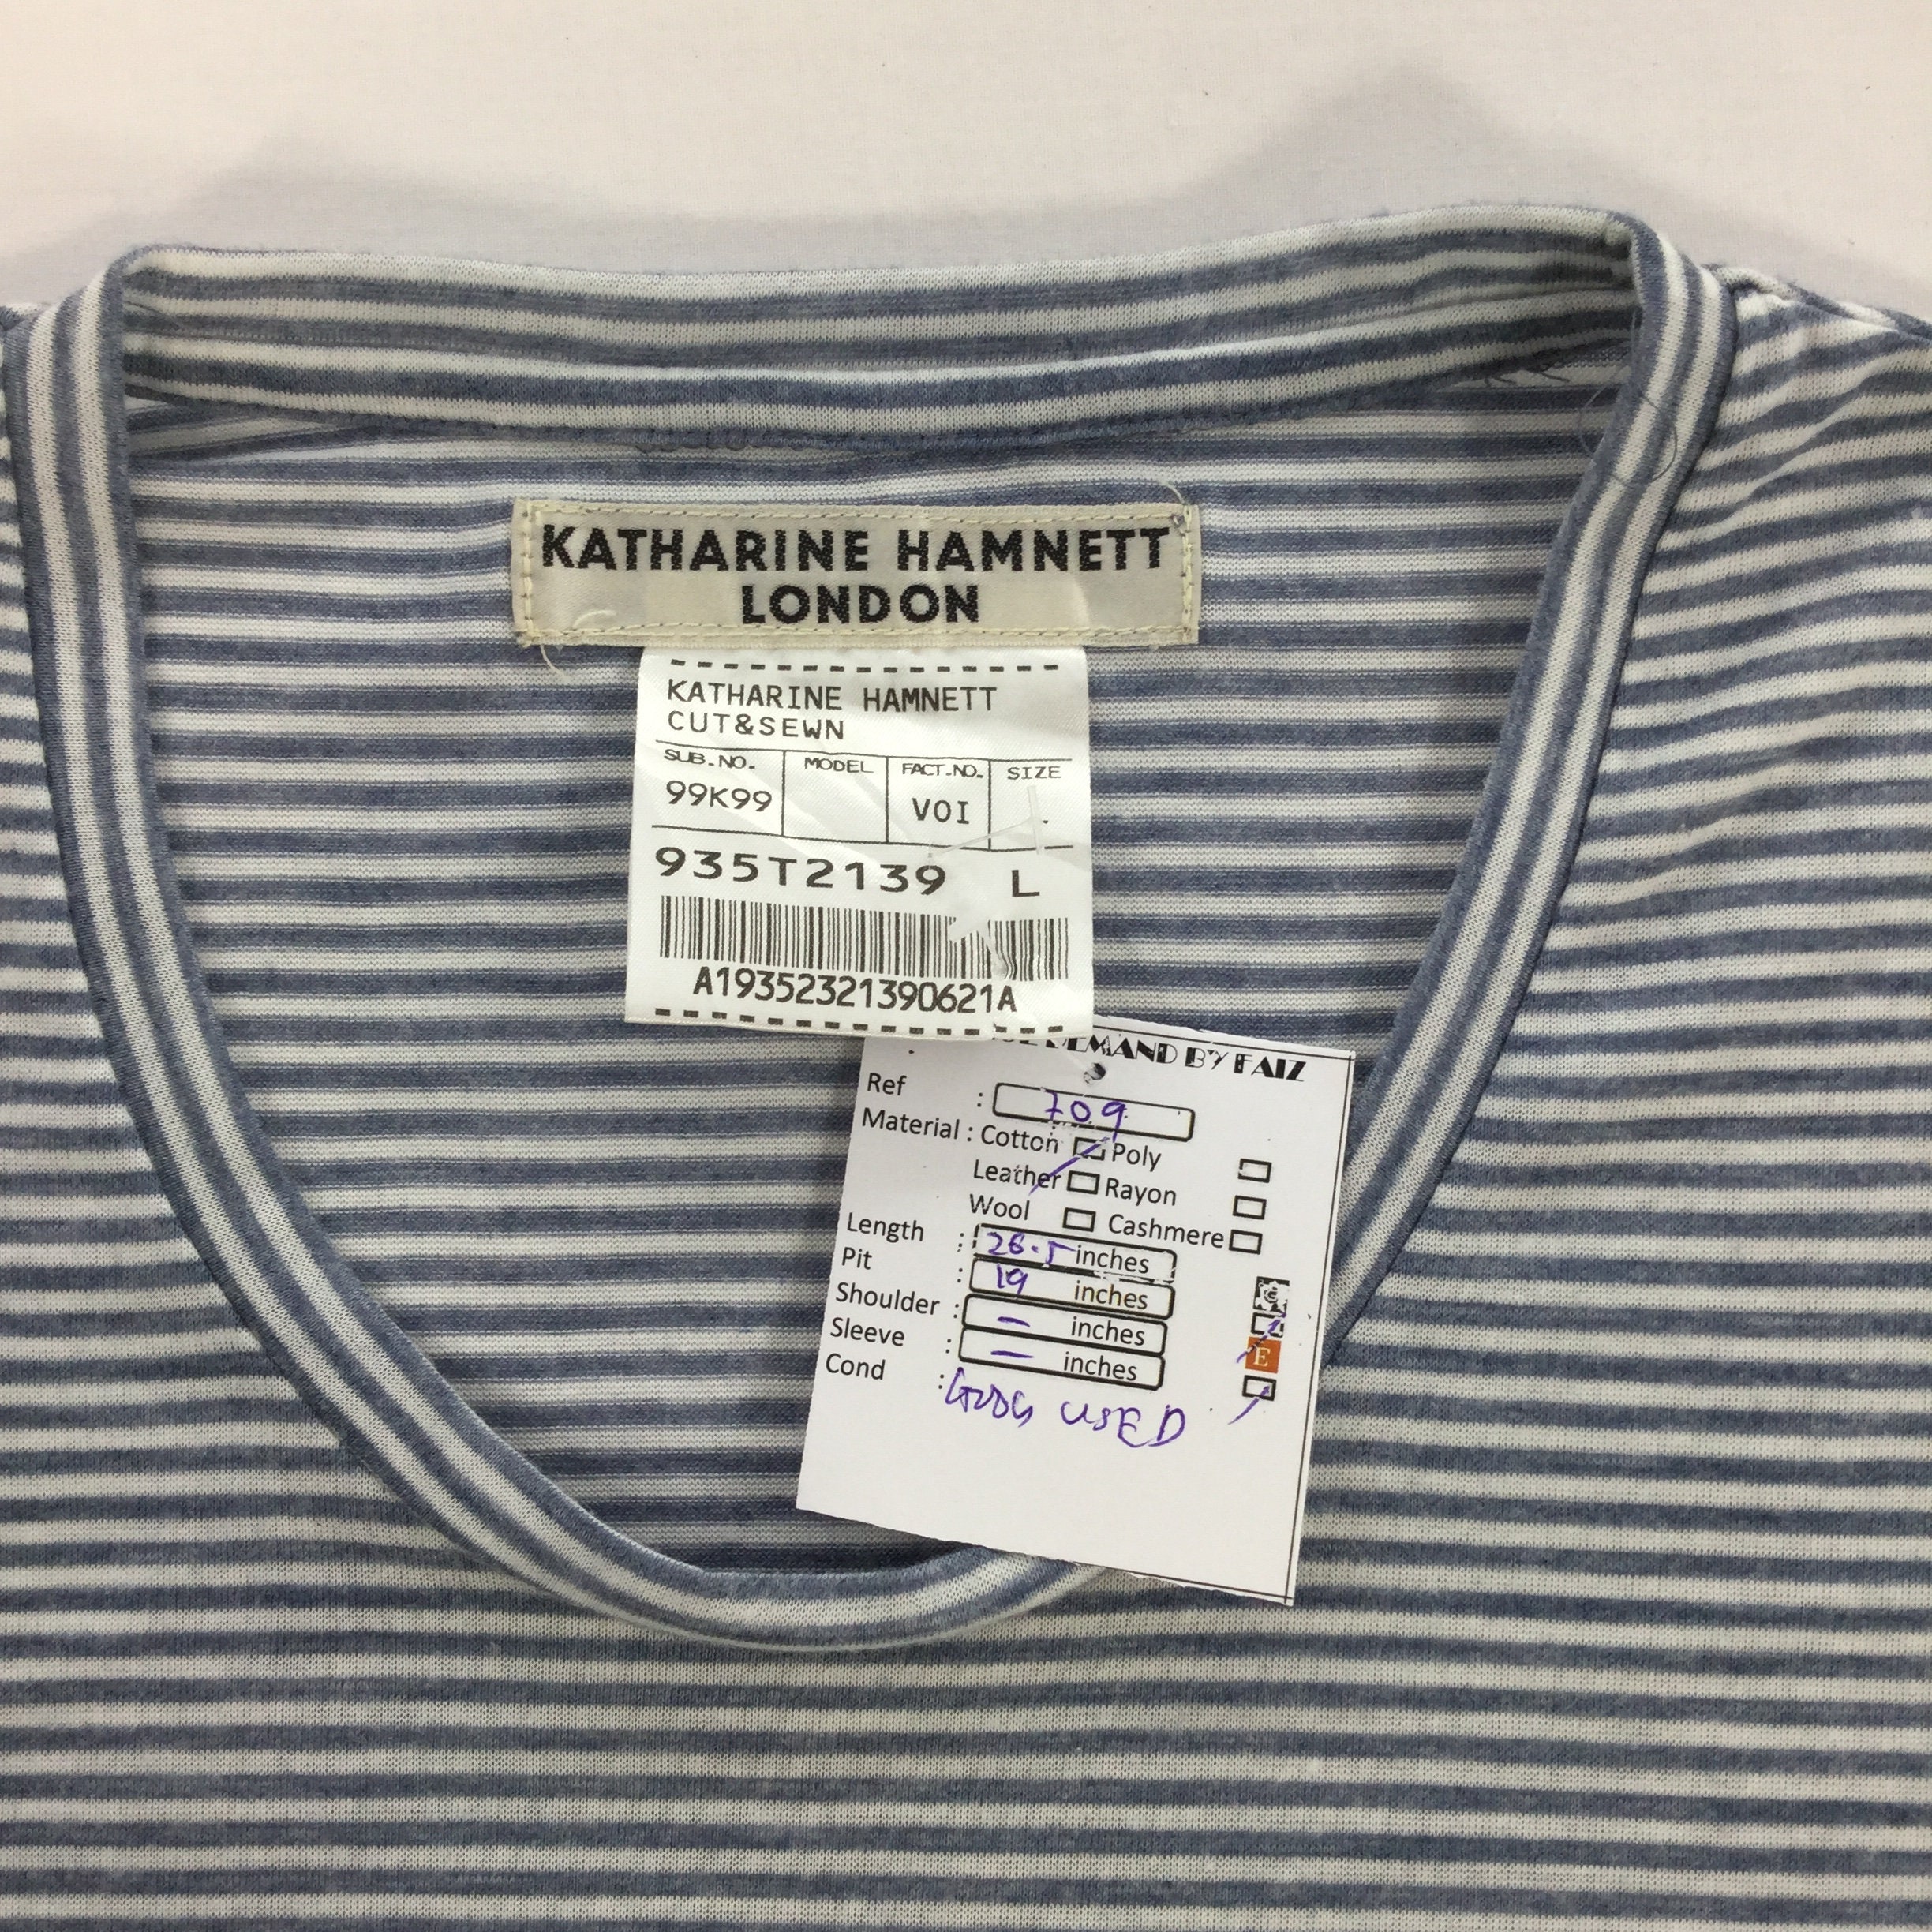 KATHARINE HAMNETT
LONDON
KATHARINE HAMNETT
CUT&SEWN
SUB.NO. MODEL FACT.NO. SIZE
99K99 VOI
935T2139 L
A19352321390621A
DEMAND BY FAIZ
Ref : 709
Material : Cotton Poly
Leather Rayon
Wool Cashmere
Length : 28.5 inches
Pit : 19 inches
Shoulder : — inches
Sleeve : — inches
Cond : GOOD USED
E